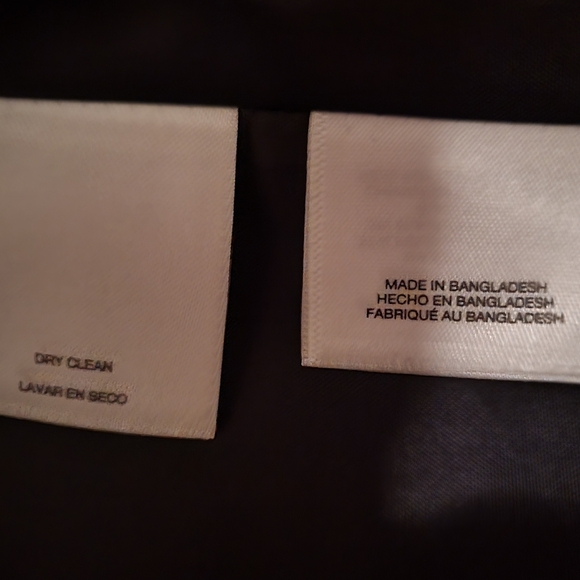 DRY CLEAN
LAVAR EN SECO
MADE IN BANGLADESH
HECHO EN BANGLADESH
FABRIQUÉ AU BANGLADESH